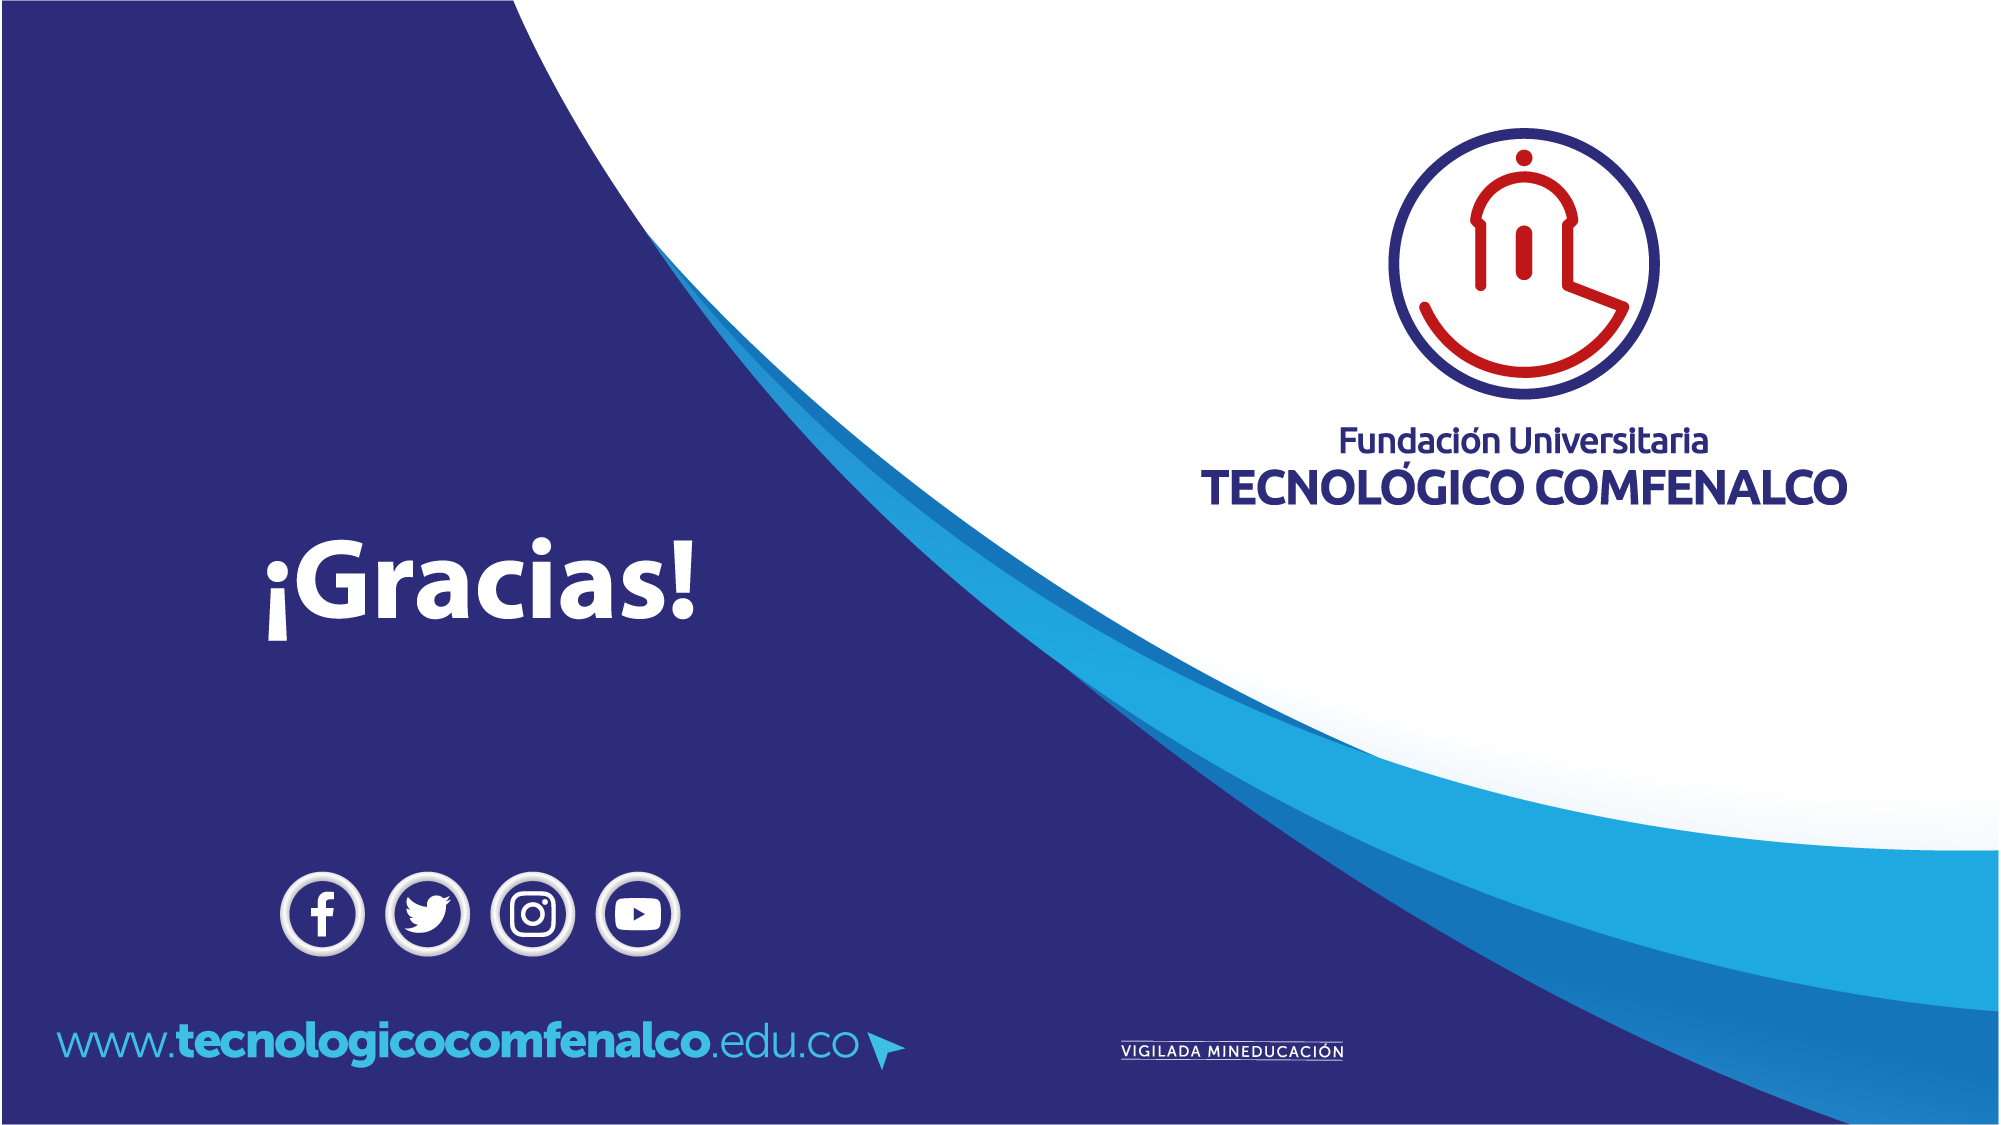 Fundación Universitaria
TECNOLÓGICO COMFENALCO
¡Gracias!
www.tecnologicocomfenalco.edu.co
VIGILADA MINEDUCACIÓN